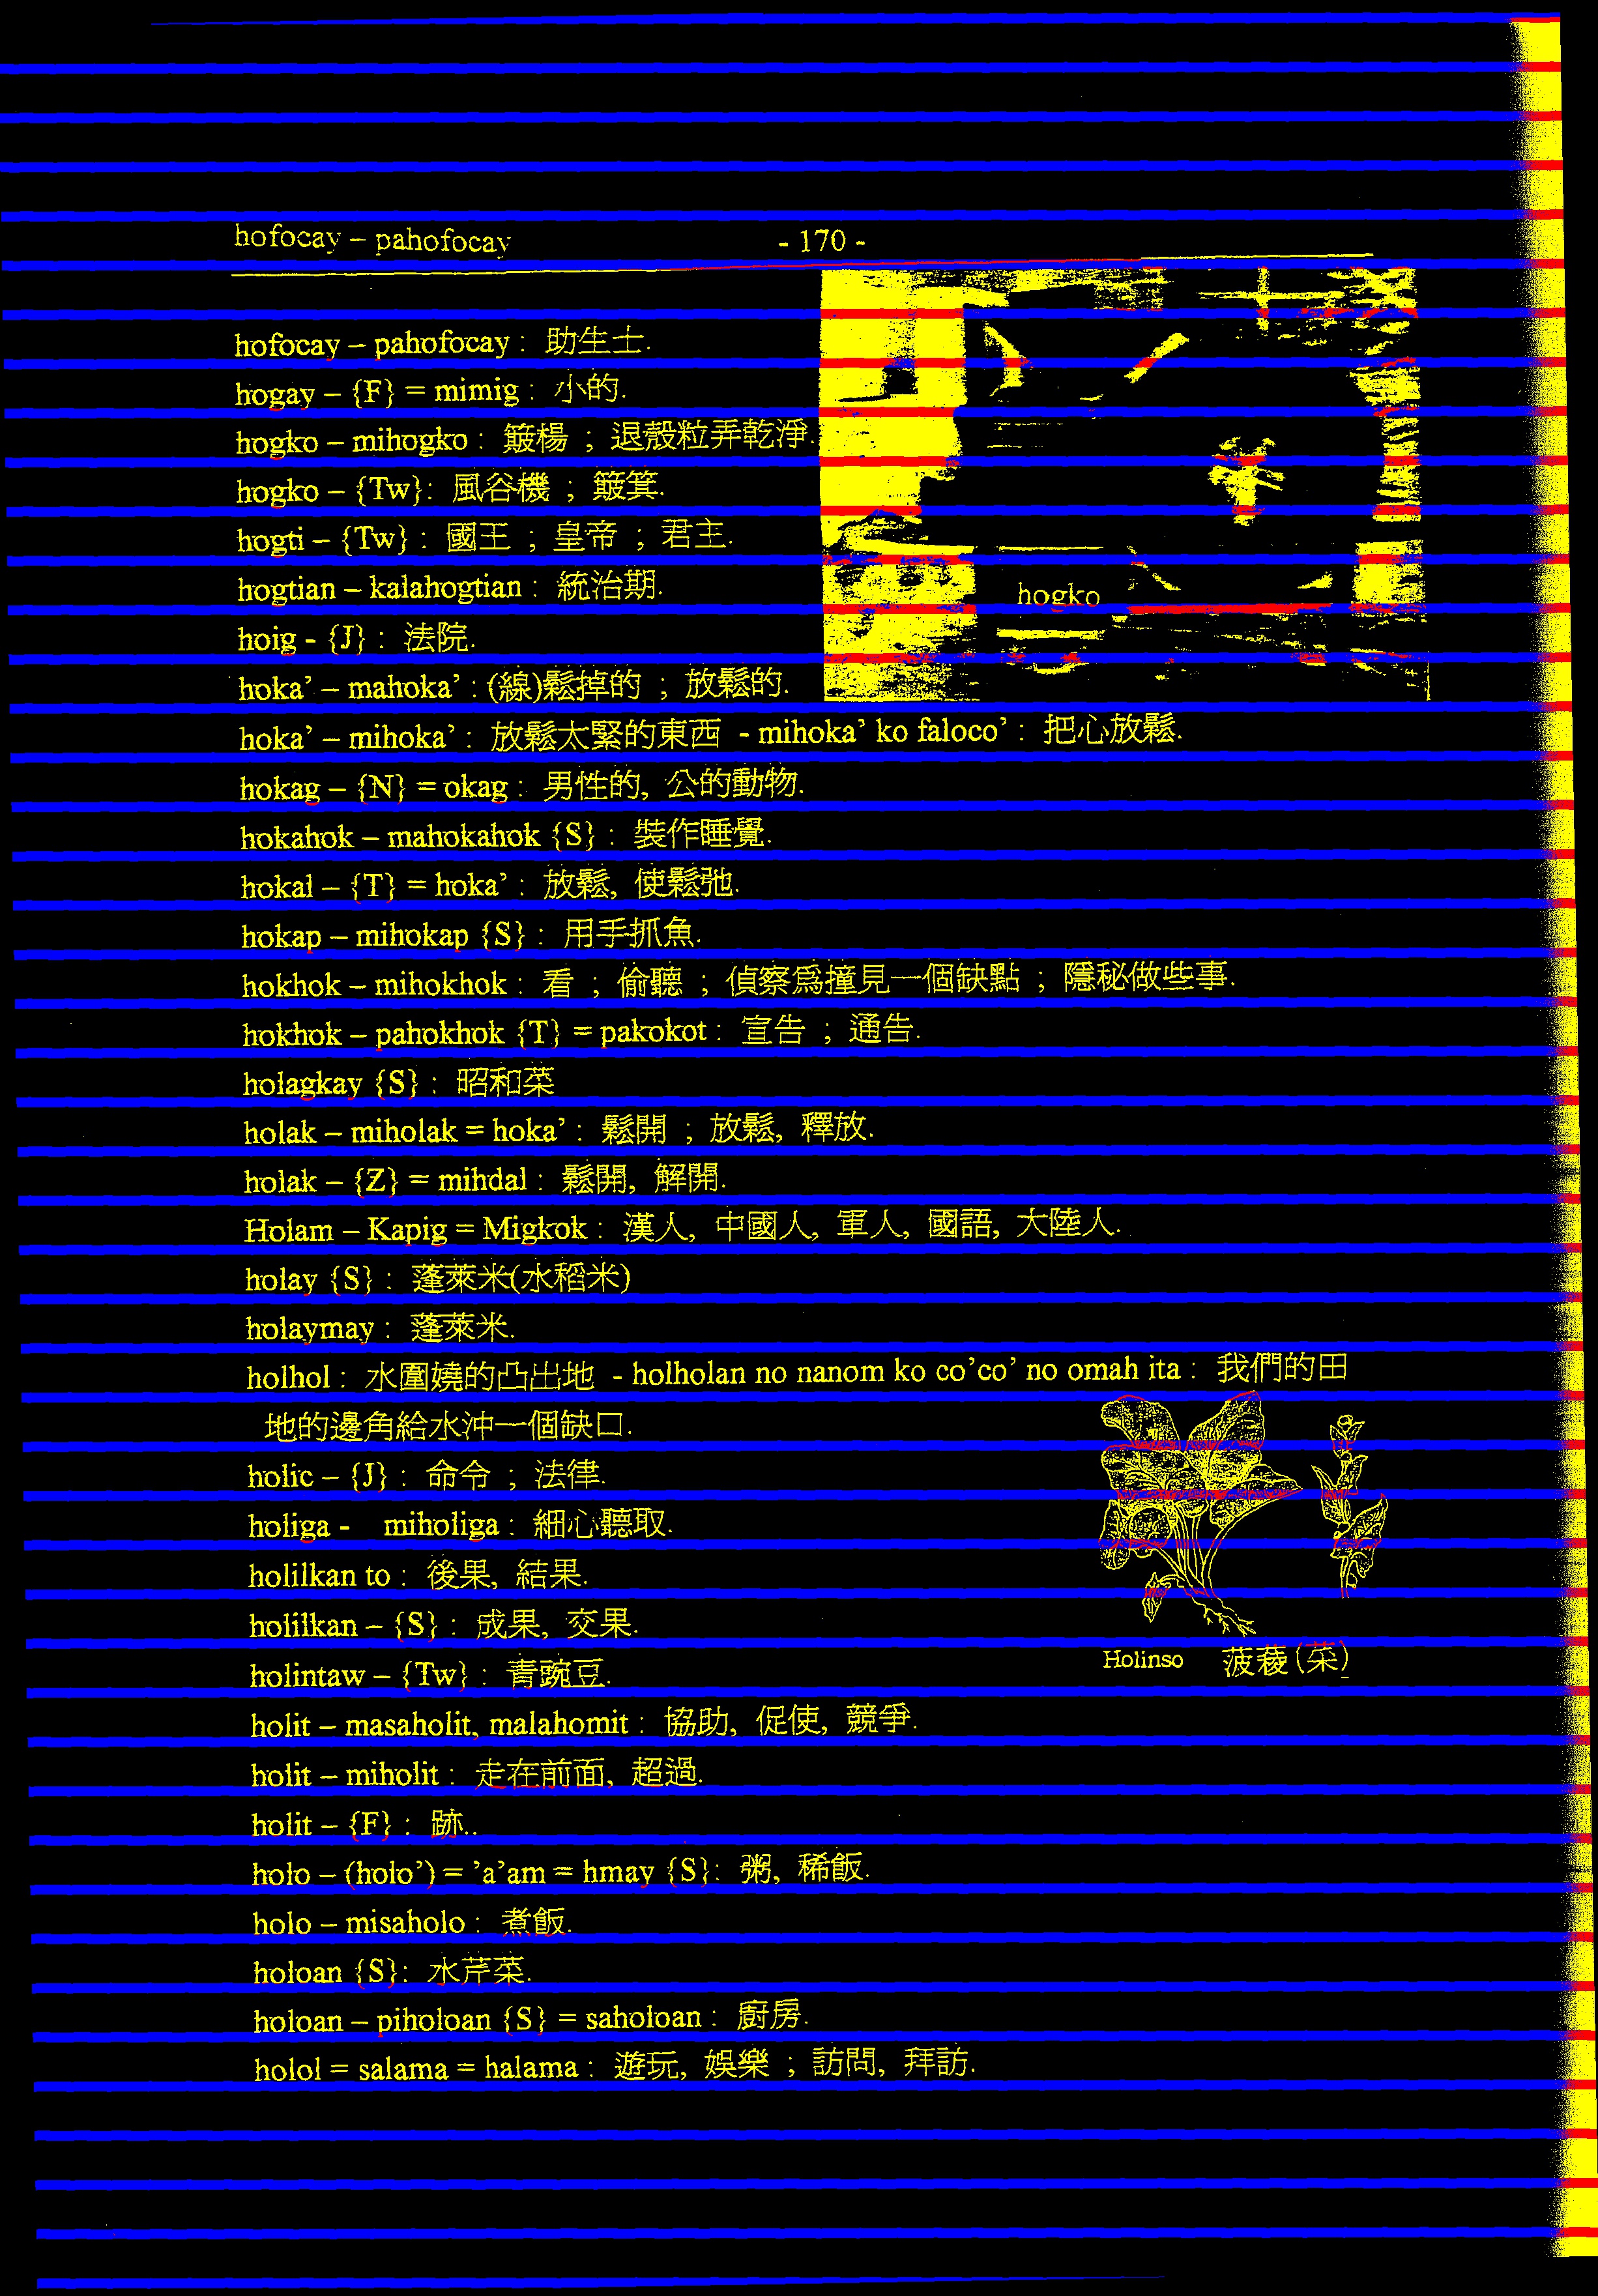 hofocay – pahofocay - 170 -
hofocay – pahofocay : 助生士.
hogay – {F} = mimig : 小的.
hogko – mihogko : 簸楊 ; 退殼粒弄乾淨.
hogko – {Tw}: 風谷機 ; 簸箕.
hogti – {Tw} : 國王 ; 皇帝 ; 君主.
hogtian – kalahogtian : 統治期.
hogko
hoig - {J} : 法院.
hoka’ – mahoka’ : (線)鬆掉的 ; 放鬆的.
hoka’ – mihoka’ : 放鬆太緊的東西 - mihoka’ ko faloco’ : 把心放鬆.
hokag – {N} = okag : 男性的, 公的動物.
hokahok – mahokahok {S} : 裝作睡覺.
hokal – {T} = hoka’ : 放鬆, 使鬆弛.
hokap – mihokap {S} : 用手抓魚.
hokhok – mihokhok : 看 ; 偷聽 ; 偵察爲撞見一個缺點 ; 隱秘做些事.
hokhok – pahokhok {T} = pakokot : 宣告 ; 通告.
holagkay {S} : 昭和菜
holak – miholak = hoka’ : 鬆開 ; 放鬆, 釋放.
holak – {Z} = mihdal : 鬆開, 解開.
Holam – Kapig = Migkok : 漢人, 中國人, 軍人, 國語, 大陸人.
holay {S} : 蓬萊米(水稻米)
holaymay : 蓬萊米.
holhol : 水圍嬈的凸出地 - holholan no nanom ko co’co’ no omah ita : 我們的田
地的邊角給水沖一個缺口.
holic – {J} : 命令 ; 法律.
holiga - miholiga : 細心聽取.
holilkan to : 後果, 結果.
holilkan – {S} : 成果, 交果.
holintaw – {Tw} : 青豌豆.
Holinso 菠薐(菜)
holit – masaholit, malahomit : 協助, 促使, 競爭.
holit – miholit : 走在前面, 超過.
holit – {F} : 跡..
holo – (holo’) = ’a’am = hmay {S}: 粥, 稀飯.
holo – misaholo : 煮飯.
holoan {S}: 水芹菜.
holoan – piholoan {S} = saholoan : 廚房.
holol = salama = halama : 遊玩, 娛樂 ; 訪問, 拜訪.